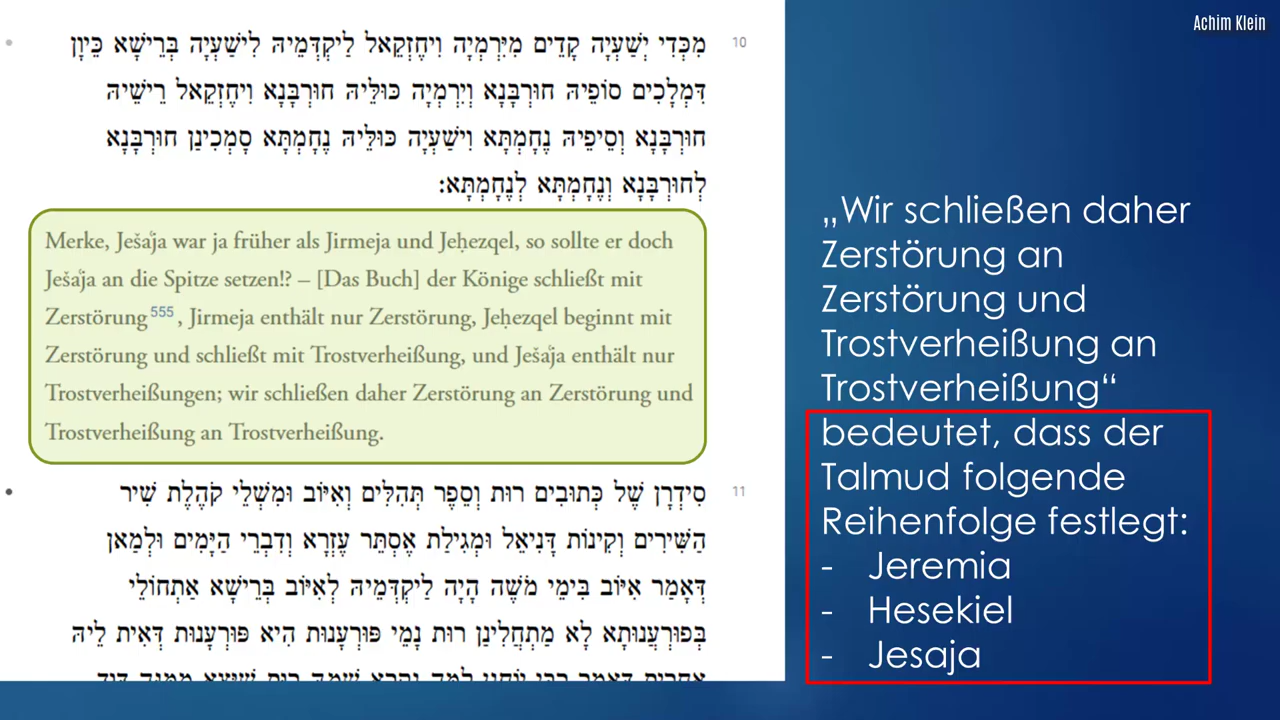 Achim Klein
10
מִכְּדִי יְשַׁעְיָה קָדֵים מִיִּרְמְיָה וִיחֶזְקֵאל לַיקְדְּמֵיהּ לִישַׁעְיָה בְּרֵישָׁא כֵּיוָן
דִּמְלָכִים סוֹפֵיהּ חוּרְבָּנָא וְיִרְמְיָה כּוּלֵּיהּ חוּרְבָּנָא וִיחֶזְקֵאל רֵישֵׁיהּ
חוּרְבָּנָא וְסֵיפֵיהּ נֶחָמְתָּא וִישַׁעְיָה כּוּלֵּיהּ נֶחָמְתָּא סָמְכִינַן חוּרְבָּנָא
לְחוּרְבָּנָא וְנֶחָמְתָּא לְנֶחָמְתָּא:
Merke, Ješája war ja früher als Jirmeja und Jeḥezqel, so sollte er doch
Ješája an die Spitze setzen!? – [Das Buch] der Könige schließt mit
Zerstörung 555 , Jirmeja enthält nur Zerstörung, Jeḥezqel beginnt mit
Zerstörung und schließt mit Trostverheißung, und Ješája enthält nur
Trostverheißungen; wir schließen daher Zerstörung an Zerstörung und
Trostverheißung an Trostverheißung.
11
סִידְרָן שֶׁל כְּתוּבִים רוּת וְסֵפֶר תְּהִלִּים וְאִיּוֹב וּמִשְׁלֵי קֹהֶלֶת שִׁיר
הַשִּׁירִים וְקִינוֹת דָּנִיֵּאל וּמְגִילַּת אֶסְתֵּר עֶזְרָא וְדִבְרֵי הַיָּמִים וּלְמַאן
דְּאָמַר אִיּוֹב בִּימֵי מֹשֶׁה הָיָה לַיקְדְּמֵיהּ לְאִיּוֹב בְּרֵישָׁא אַתְחוֹלֵי
בְּפוּרְעָנוּתָא לָא מַתְחֲלִינַן רוּת נָמֵי פּוּרְעָנוּת הִיא פּוּרְעָנוּת דְּאִית לֵיהּ
„Wir schließen daher
Zerstörung an
Zerstörung und
Trostverheißung an
Trostverheißung“
bedeutet, dass der
Talmud folgende
Reihenfolge festlegt:
- Jeremia
- Hesekiel
- Jesaja